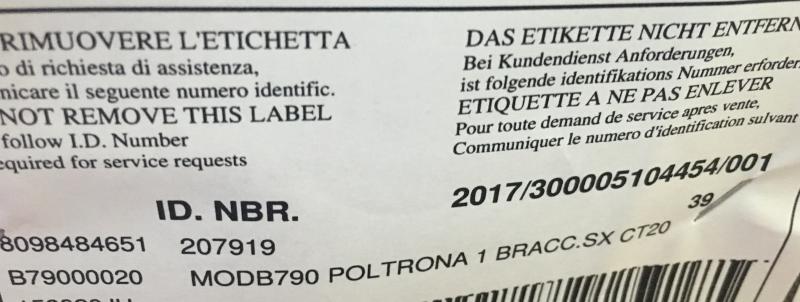 RIMUOVERE L'ETICHETTA
o di richiesta di assistenza,
nicare il seguente numero identific.
NOT REMOVE THIS LABEL
follow I.D. Number
equired for service requests
DAS ETIKETTE NICHT ENTFERN
Bei Kundendienst Anforderungen,
ist folgende identifikations Nummer erforder
ETIQUETTE A NE PAS ENLEVER
Pour toute demand de service apres vente,
Communiquer le numero d'identification suivant
ID. NBR.
2017/300005104454/001
39
8098484651 207919
B79000020 MODB790 POLTRONA 1 BRACC.SX CT20